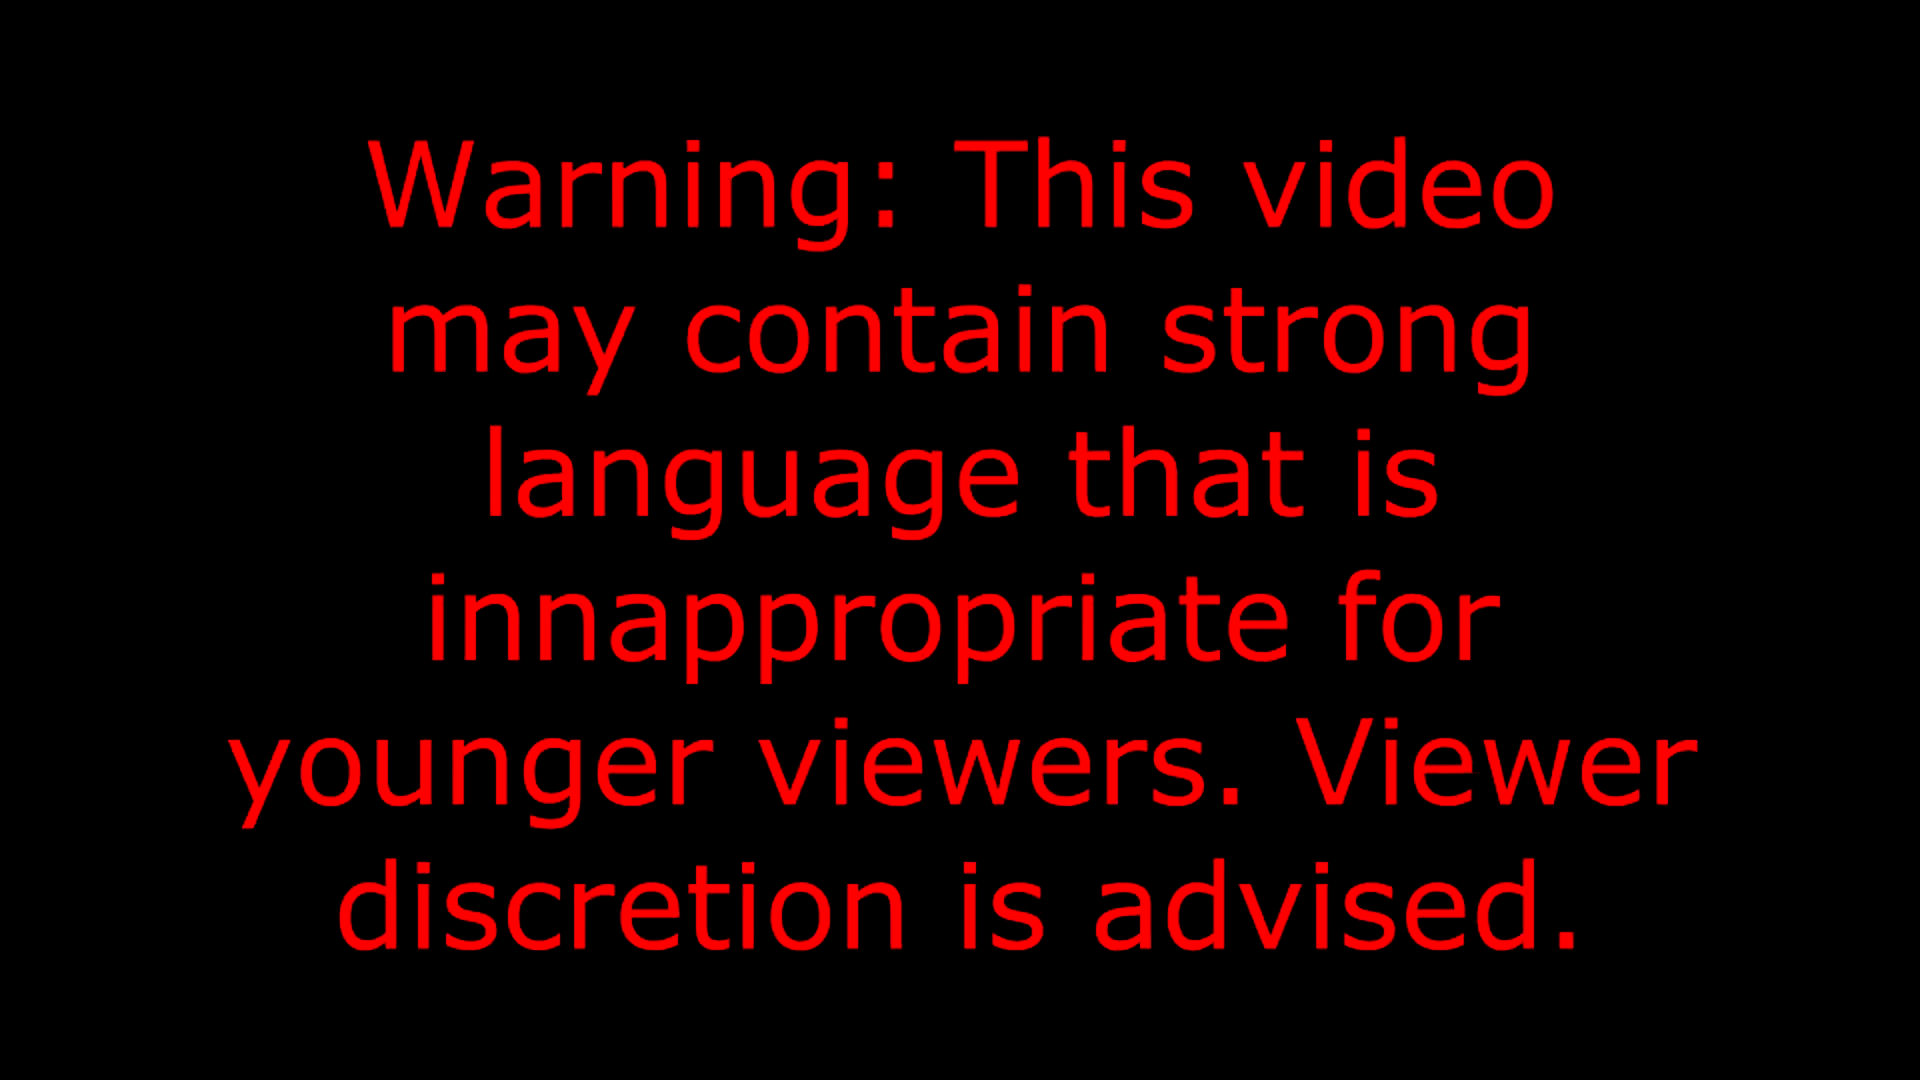 Warning: This video
may contain strong
language that is
innappropriate for
younger viewers. Viewer
discretion is advised.